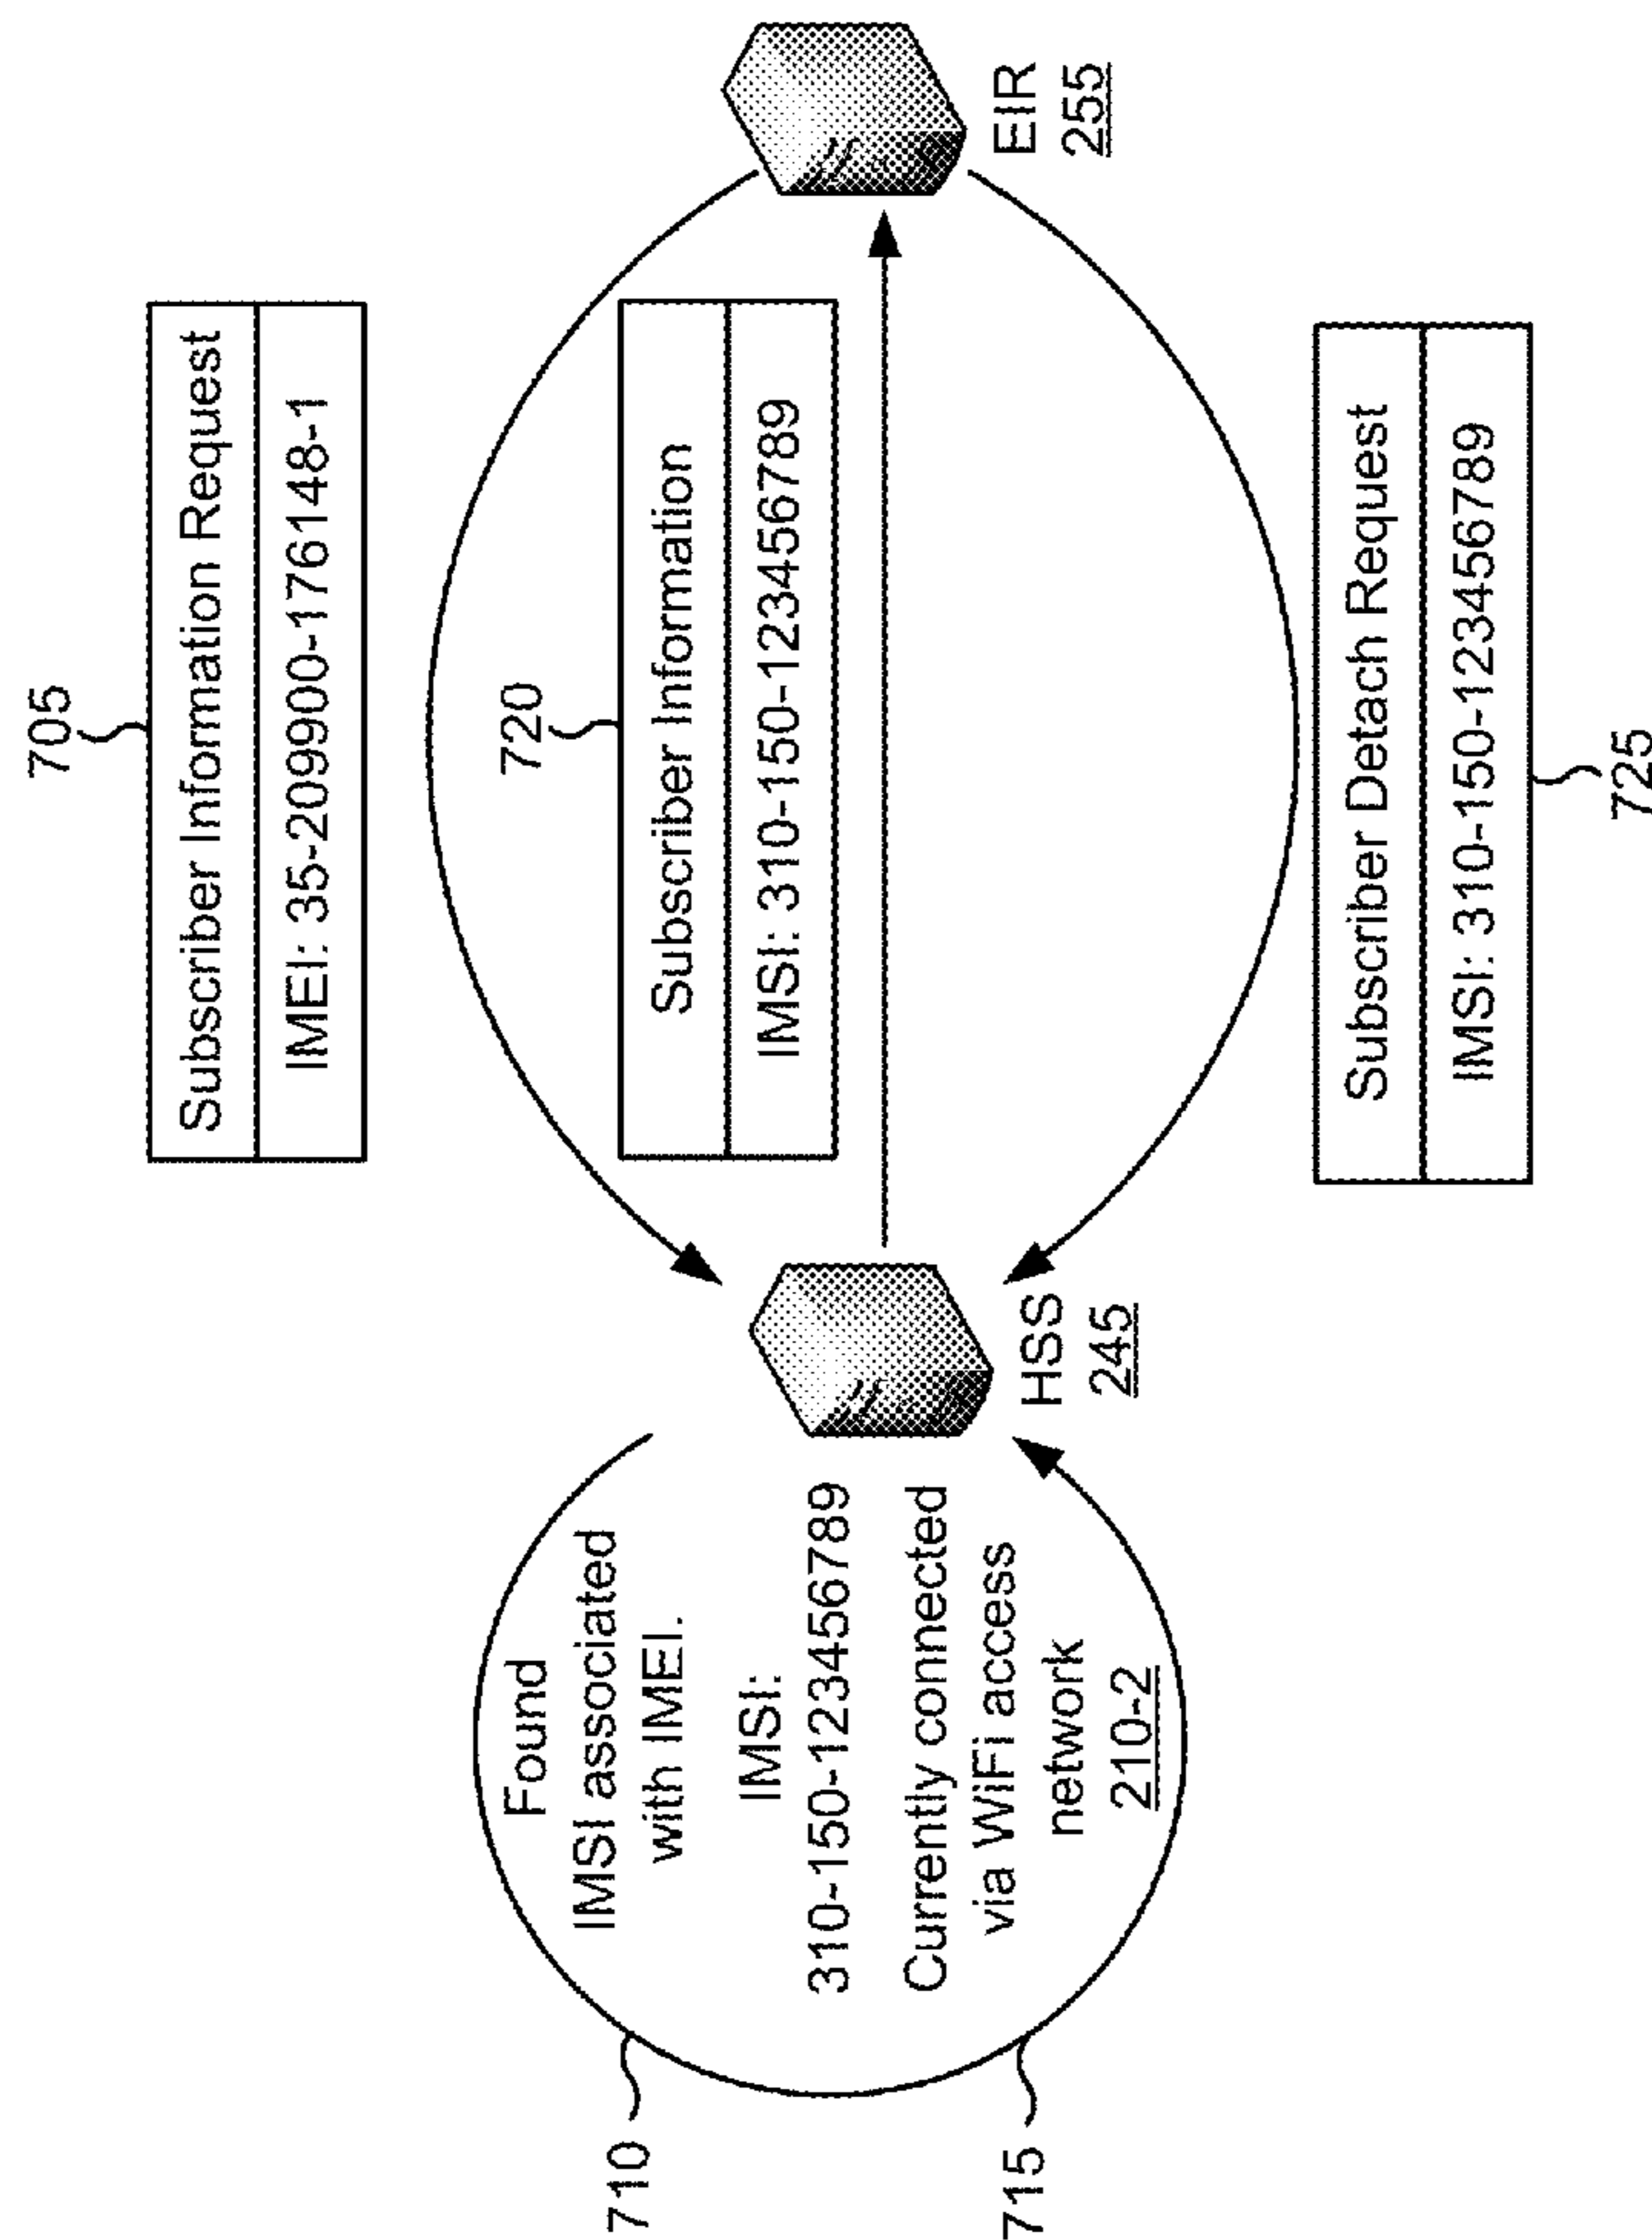 705
Subscriber Information Request
IMEI: 35-209900-176148-1
720
Subscriber Information
IMSI: 310-150-123456789
710
Found
IMSI associated
with IMEI.
IMSI:
310-150-123456789
Currently connected
via WiFi access
network
210-2
715
HSS
245
EIR
255
Subscriber Detach Request
IMSI: 310-150-123456789
725